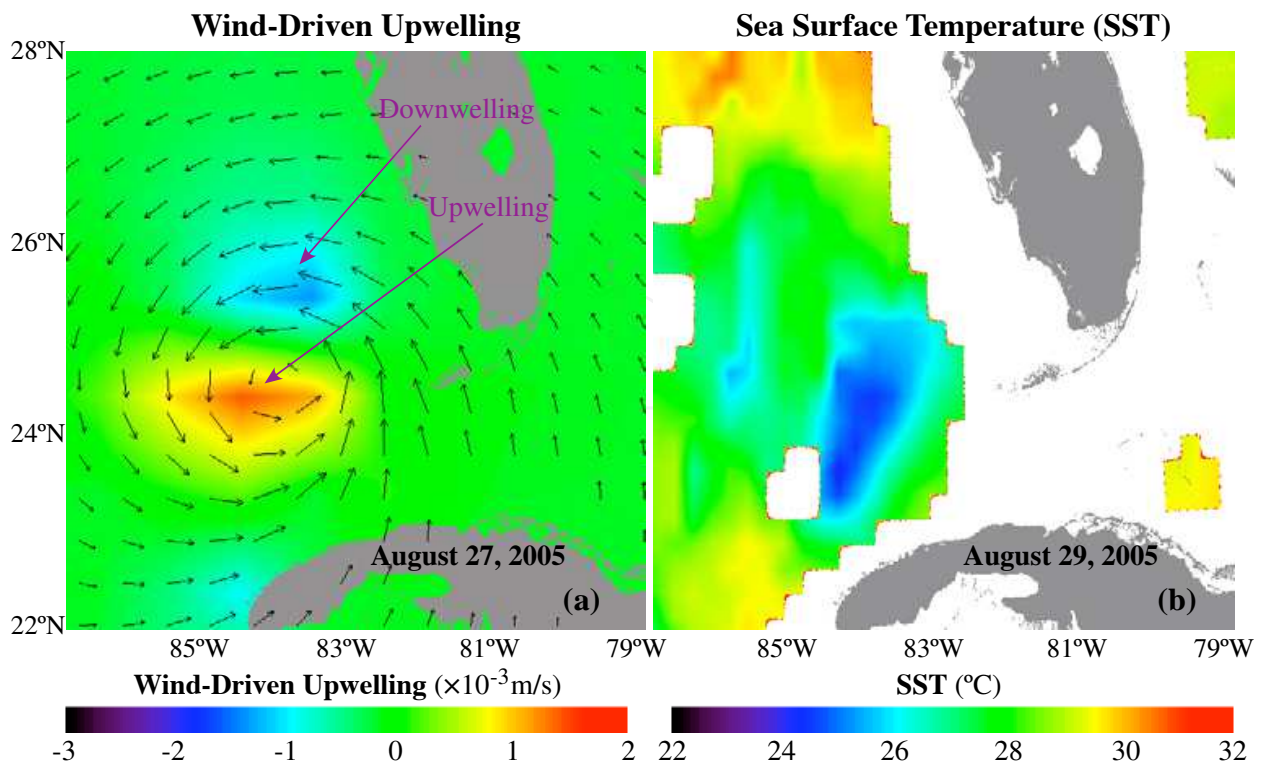 Wind-Driven Upwelling
Sea Surface Temperature (SST)
28ºN
26ºN
24ºN
22ºN
Downwelling
Upwelling
August 27, 2005
(a)
August 29, 2005
(b)
85ºW 83ºW 81ºW 79ºW
85ºW 83ºW 81ºW 79ºW
Wind-Driven Upwelling (×10⁻³m/s)
-3 -2 -1 0 1 2
SST (ºC)
22 24 26 28 30 32